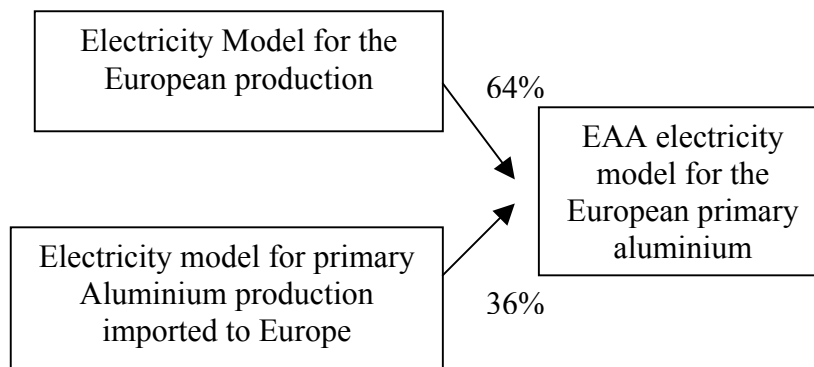 Electricity Model for the
European production
64%
EAA electricity
model for the
European primary
aluminium
Electricity model for primary
Aluminium production
imported to Europe
36%